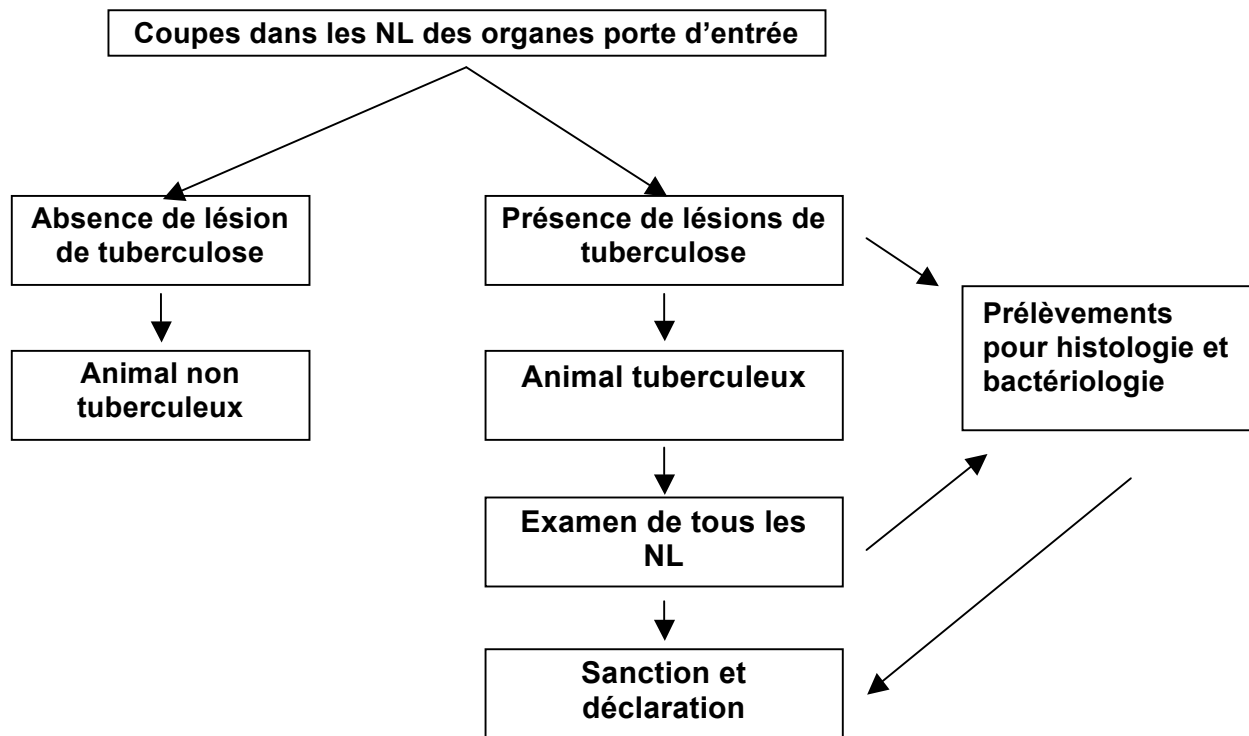 Coupes dans les NL des organes porte d’entrée
Absence de lésion
de tuberculose
Présence de lésions de
tuberculose
Prélèvements
pour histologie et
bactériologie
Animal non
tuberculeux
Animal tuberculeux
Examen de tous les
NL
Sanction et
déclaration